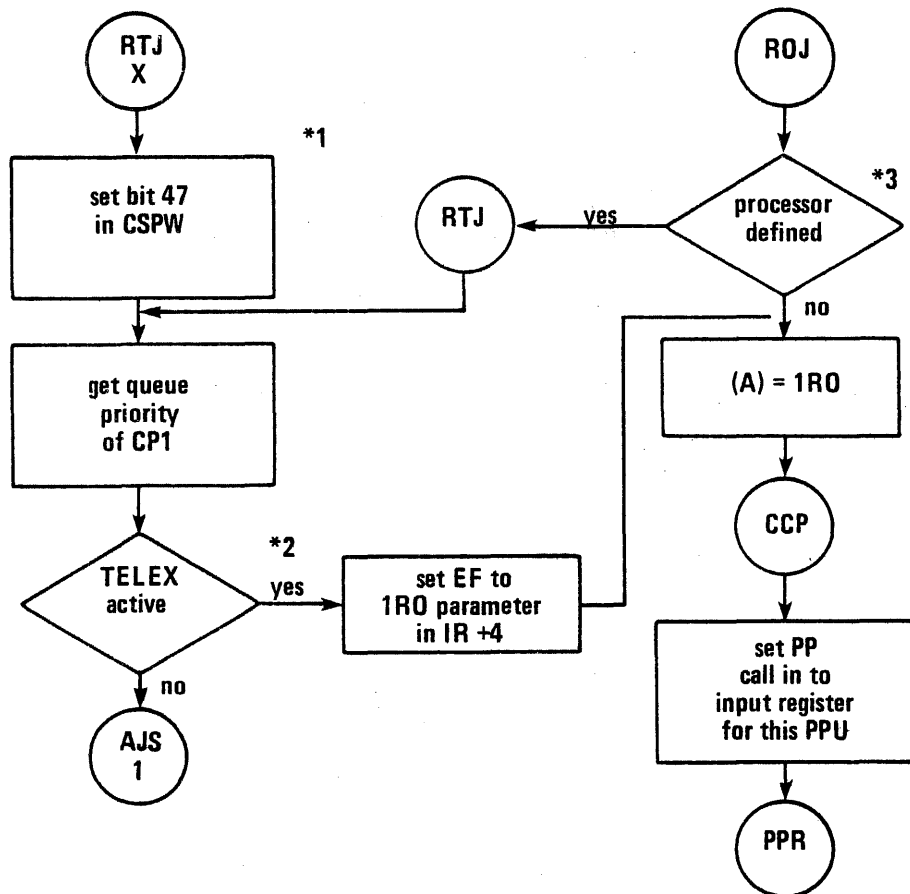 RTJ
X
*1
set bit 47
in CSPW
get queue
priority
of CP1
*2
TELEX
active
yes
no
AJS
1
set EF to
1RO parameter
in IR +4
RTJ
yes
ROJ
*3
processor
defined
no
(A) = 1RO
CCP
set PP
call in to
input register
for this PPU
PPR